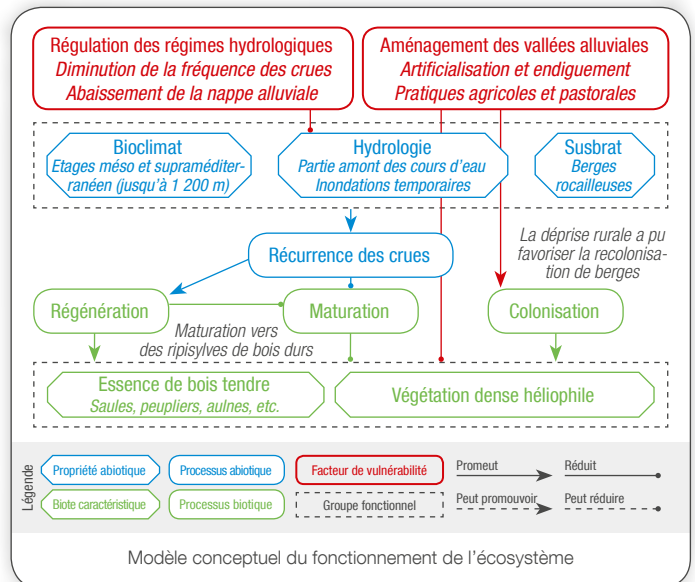 Régulation des régimes hydrologiques
Diminution de la fréquence des crues
Abaissement de la nappe alluviale
Aménagement des vallées alluviales
Artificialisation et endiguement
Pratiques agricoles et pastorales
Bioclimat
Etages méso et supraméditer-
ranéen (jusqu'à 1 200 m)
Hydrologie
Partie amont des cours d'eau
Inondations temporaires
Susbrat
Berges
rocailleuses
Récurrence des crues
La déprise rurale a pu
favoriser la recolonisa-
tion de berges
Régénération
Maturation
Colonisation
Maturation vers
des ripisylves de bois durs
Essence de bois tendre
Saules, peupliers, aulnes, etc.
Végétation dense héliophile
Légende
Propriété abiotique
Processus abiotique
Facteur de vulnérabilité
Promeut
Réduit
Biote caractéristique
Processus biotique
Groupe fonctionnel
Peut promouvoir
Peut réduire
Modèle conceptuel du fonctionnement de l'écosystème